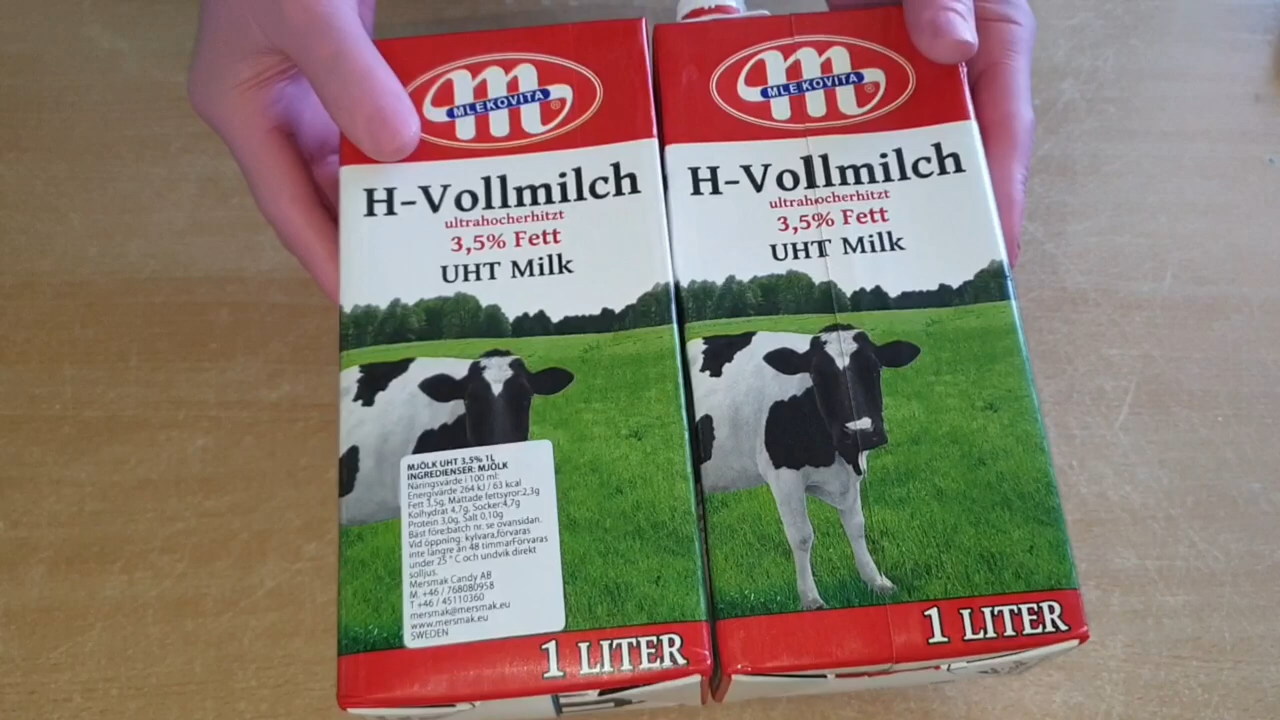 MLEKOVITA
H-Vollmilch
ultrahocherhitzt
3,5% Fett
UHT Milk
MJÖLK UHT 3,5% 1L
INGREDIENSER: MJÖLK
Näringsvärde i 100 ml:
Energivärde 264 kJ / 63 kcal
Fett 3,5g, Mättade fettsyror:2,3g
Kolhydrat 4,7g, Socker:4,7g
Protein 3,0g, Salt 0,10g
Bäst före:batch nr. se ovansidan.
Vid öppning: kylvara,förvaras
inte längre än 48 timmarFörvaras
under 25 ° C och undvik direkt
solljus.
Mersmak Candy AB
M. +46 / 768080958
T +46 / 45110360
mersmak@mersmak.eu
www.mersmak.eu
SWEDEN
1 LITER
MLEKOVITA
H-Vollmilch
ultrahocherhitzt
3,5% Fett
UHT Milk
1 LITER